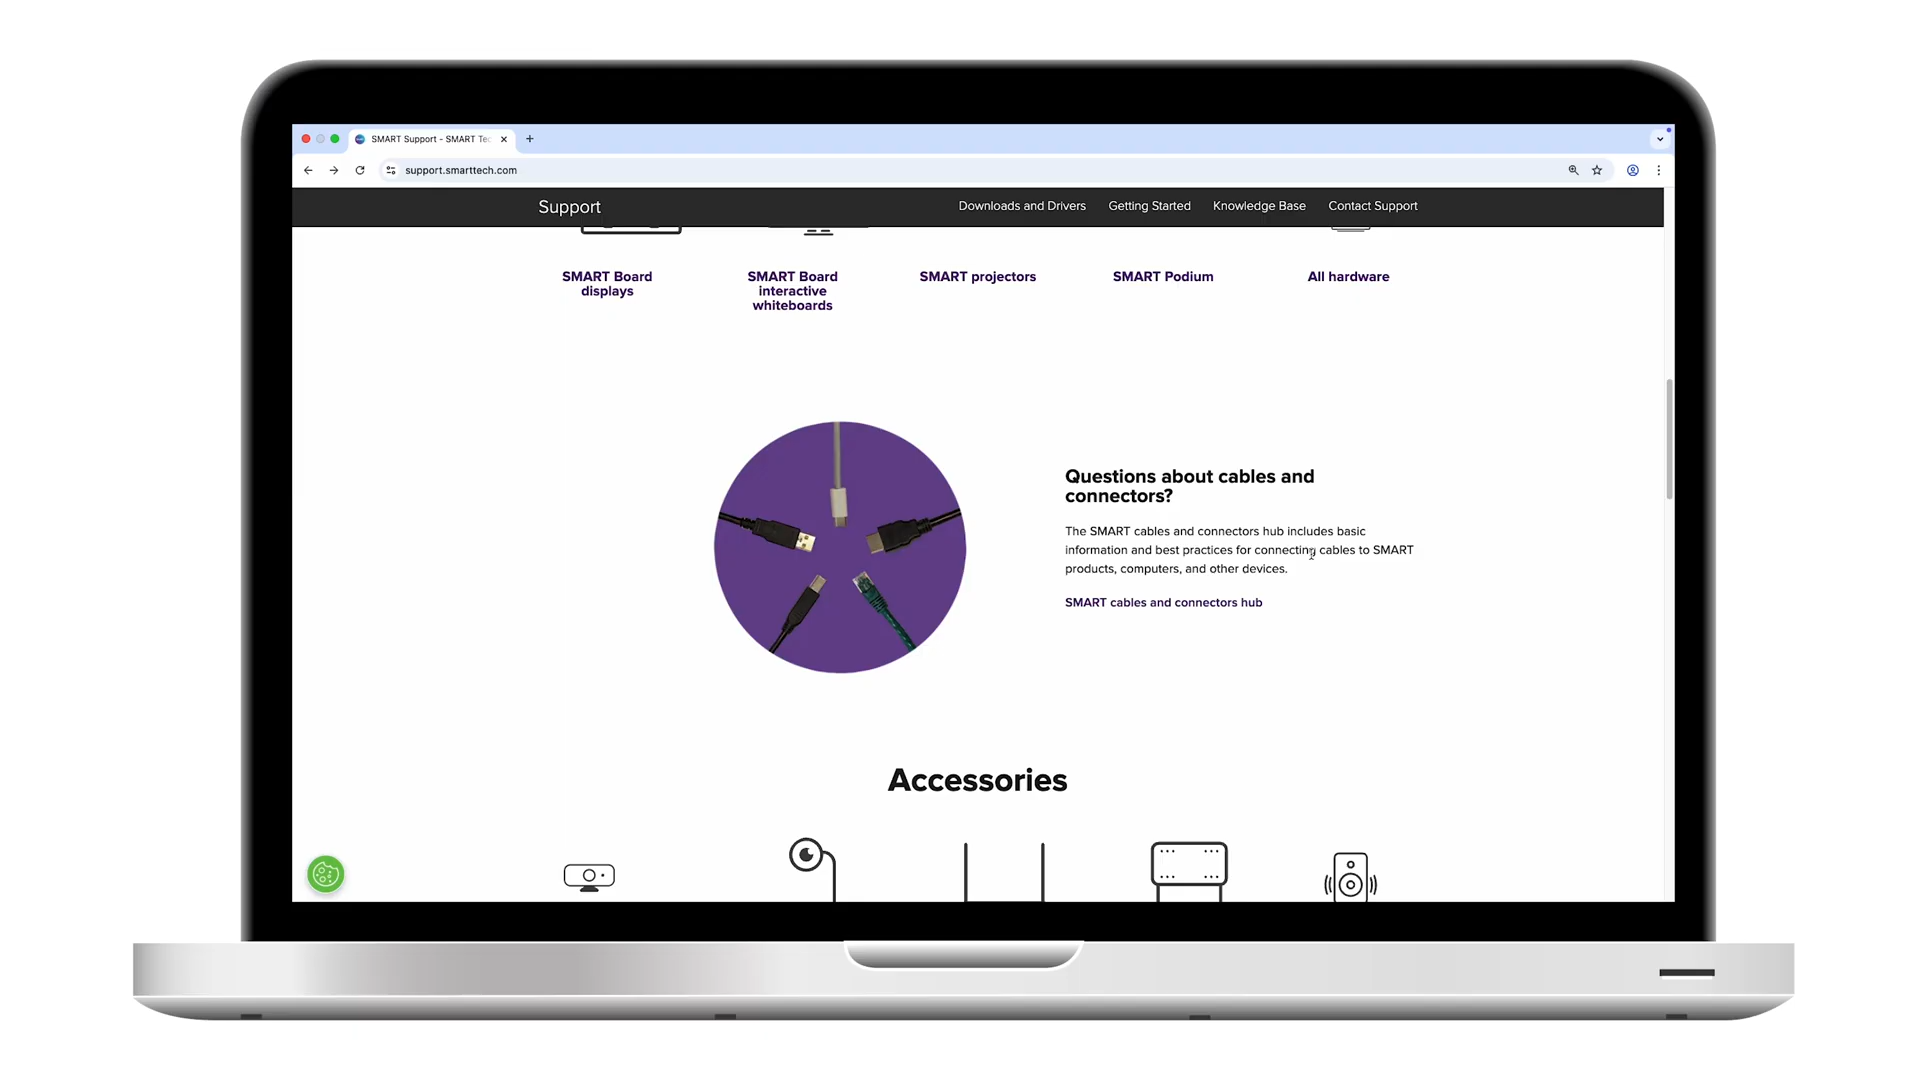 SMART Support - SMART Tec
support.smarttech.com
Support
Downloads and Drivers
Getting Started
Knowledge Base
Contact Support
SMART Board
displays
SMART Board
interactive
whiteboards
SMART projectors
SMART Podium
All hardware
Questions about cables and
connectors?
The SMART cables and connectors hub includes basic
information and best practices for connecting cables to SMART
products, computers, and other devices.
SMART cables and connectors hub
Accessories